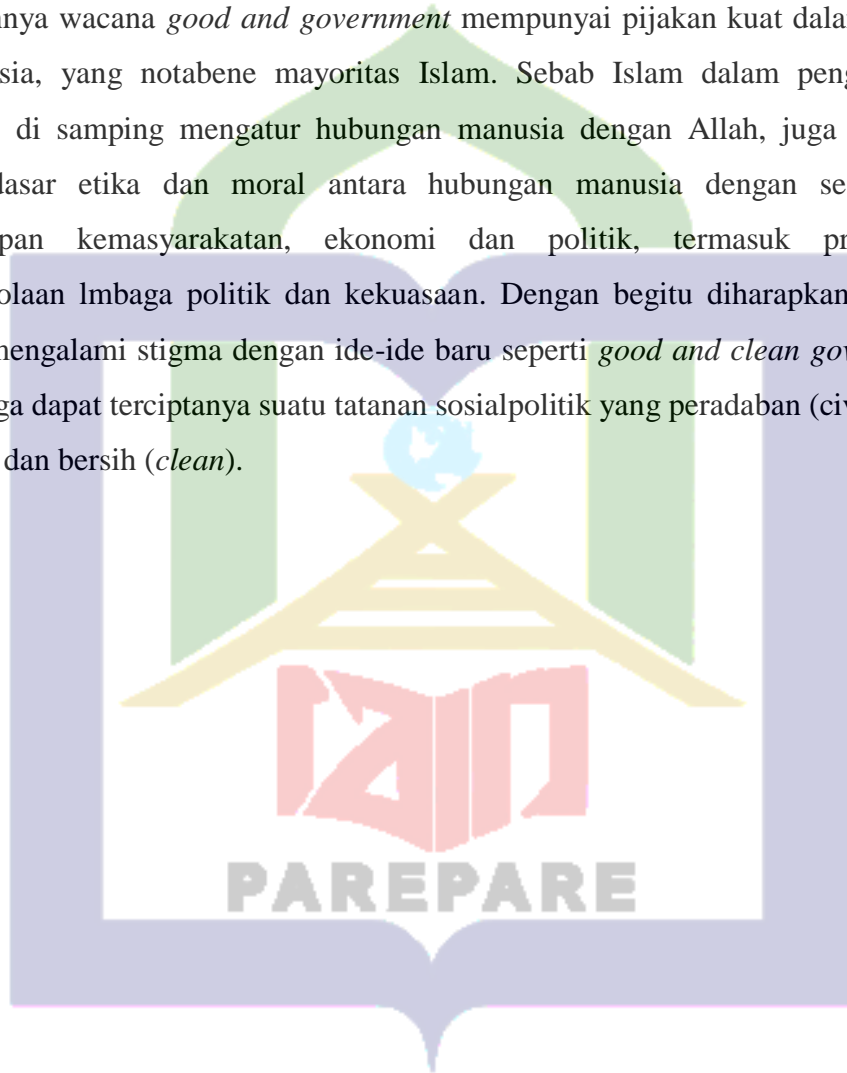 nnya wacana good and government mempunyai pijakan kuat dala
sia, yang notabene mayoritas Islam. Sebab Islam dalam peng
di samping mengatur hubungan manusia dengan Allah, juga
dasar etika dan moral antara hubungan manusia dengan se
pan kemasyarakatan, ekonomi dan politik, termasuk pr
olaan lmbaga politik dan kekuasaan. Dengan begitu diharapkan
mengalami stigma dengan ide-ide baru seperti good and clean gov
ga dapat terciptanya suatu tatanan sosialpolitik yang peradaban (civ
dan bersih (clean).
iain
PAREPARE